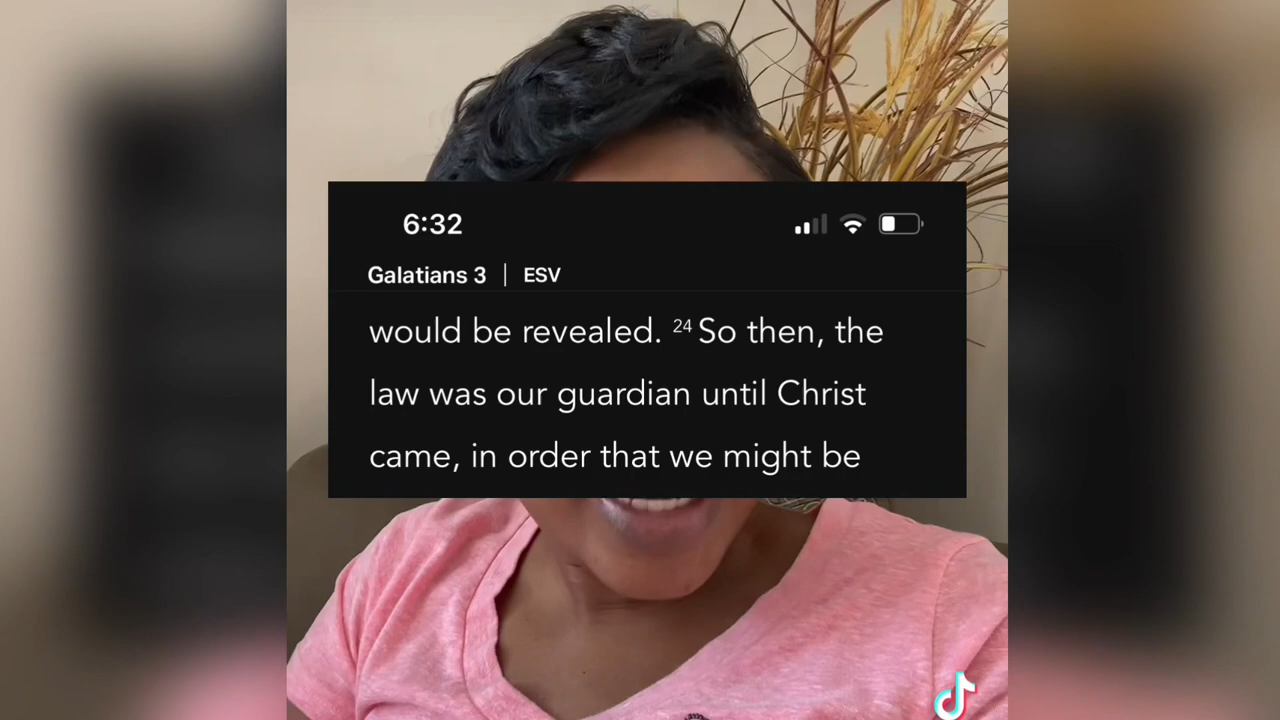 6:32
Galatians 3 | ESV
would be revealed. 24 So then, the
law was our guardian until Christ
came, in order that we might be